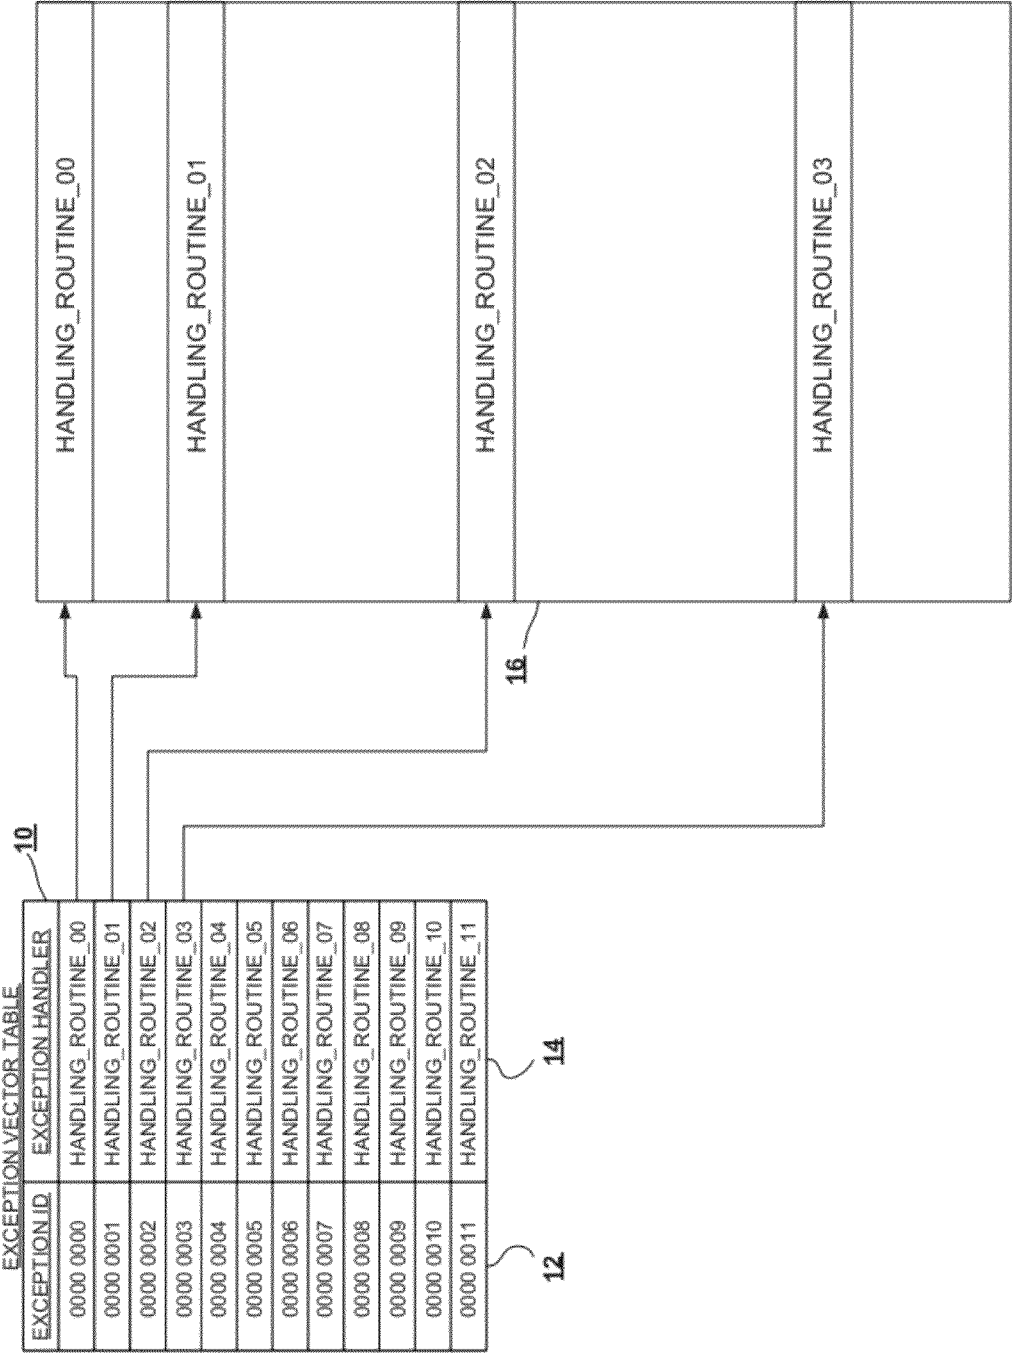 EXCEPTION VECTOR TABLE
EXCEPTION ID EXCEPTION HANDLER
0000 0000 HANDLING_ROUTINE_00
0000 0001 HANDLING_ROUTINE_01
0000 0002 HANDLING_ROUTINE_02
0000 0003 HANDLING_ROUTINE_03
0000 0004 HANDLING_ROUTINE_04
0000 0005 HANDLING_ROUTINE_05
0000 0006 HANDLING_ROUTINE_06
0000 0007 HANDLING_ROUTINE_07
0000 0008 HANDLING_ROUTINE_08
0000 0009 HANDLING_ROUTINE_09
0000 0010 HANDLING_ROUTINE_10
0000 0011 HANDLING_ROUTINE_11
10
12
14
HANDLING_ROUTINE_00
HANDLING_ROUTINE_01
HANDLING_ROUTINE_02
HANDLING_ROUTINE_03
16